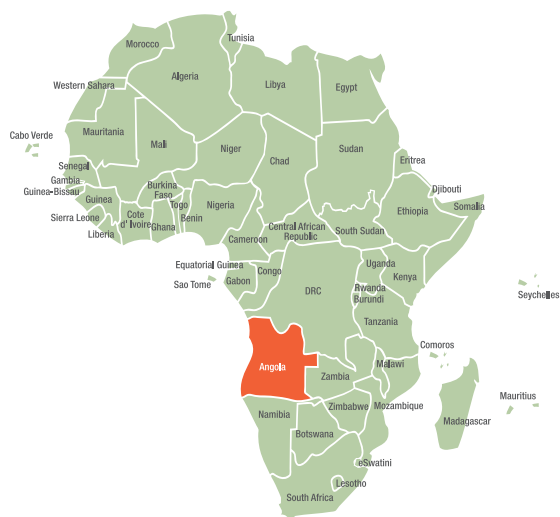 Tunisia
Morocco
Algeria
Libya
Egypt
Western Sahara
Mauritania
Mali
Niger
Chad
Sudan
Cabo Verde
Eritrea
Senegal
Gambia
Guinea-Bissau
Guinea
Burkina
Faso
Djibouti
Somalia
Sierra Leone
Cote
d' Ivoire
Ghana
Togo
Benin
Nigeria
Ethiopia
Liberia
Central African
Republic
South Sudan
Cameroon
Equatorial Guinea
Sao Tome
Gabon
Congo
DRC
Uganda
Kenya
Rwanda
Burundi
Seychelles
Tanzania
Comoros
Angola
Zambia
Malawi
Mozambique
Mauritius
Madagascar
Namibia
Zimbabwe
Botswana
eSwatini
Lesotho
South Africa